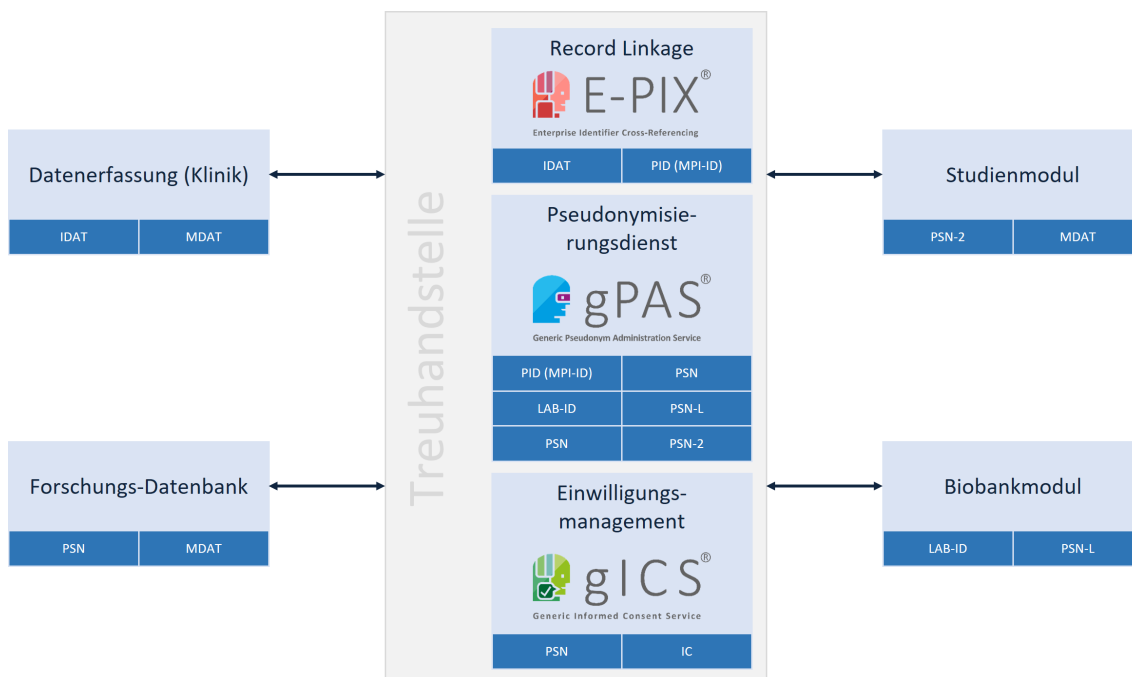 Datenerfassung (Klinik)
IDAT MDAT
Forschungs-Datenbank
PSN MDAT
Treuhandstelle
Record Linkage
E-PIX®
Enterprise Identifier Cross-Referencing
IDAT PID (MPI-ID)
Pseudonymisie-
rungsdienst
gPAS®
Generic Pseudonym Administration Service
PID (MPI-ID) PSN
LAB-ID PSN-L
PSN PSN-2
Einwilligungs-
management
gICS®
Generic Informed Consent Service
PSN IC
Studienmodul
PSN-2 MDAT
Biobankmodul
LAB-ID PSN-L